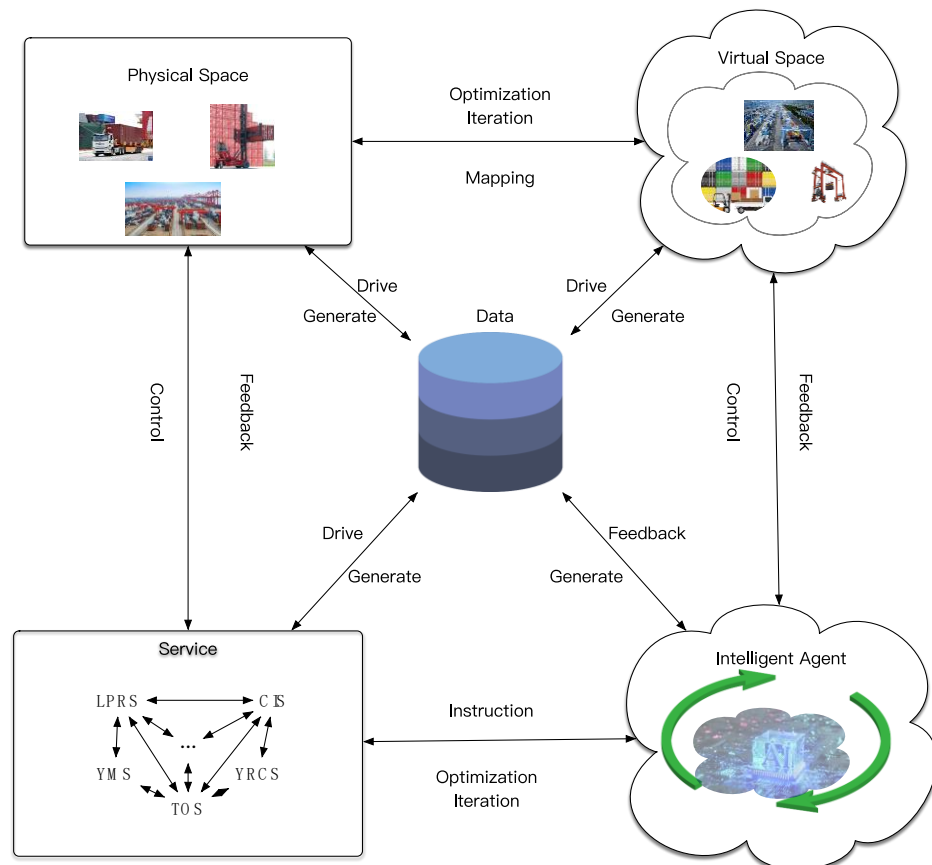 Physical Space
Virtual Space
Optimization
Iteration
Mapping
Drive
Generate
Data
Drive
Generate
Control
Feedback
Control
Feedback
Drive
Generate
Feedback
Generate
Service
LPRS
CIS
...
YMS
YRCS
TOS
Instruction
Optimization
Iteration
Intelligent Agent
AI